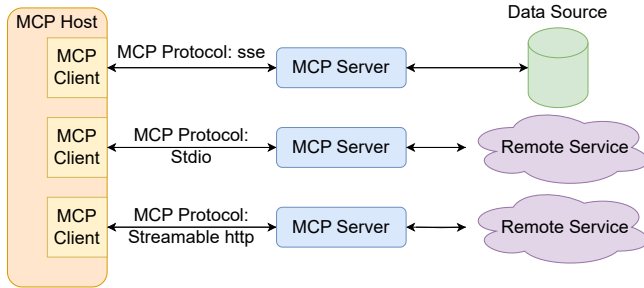 MCP Host
Data Source
MCP
Client
MCP Protocol: sse
MCP Server
MCP
Client
MCP Protocol:
Stdio
MCP Server
Remote Service
MCP
Client
MCP Protocol:
Streamable http
MCP Server
Remote Service